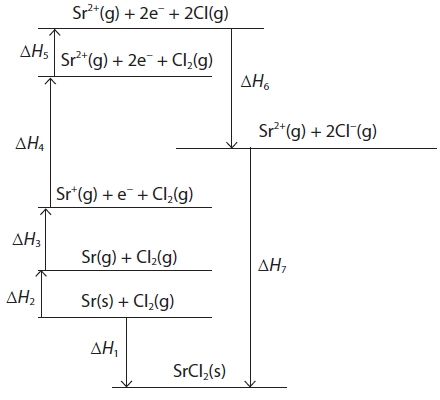 Sr²⁺(g) + 2e⁻ + 2Cl(g)
ΔH₅
Sr²⁺(g) + 2e⁻ + Cl₂(g)
ΔH₆
Sr²⁺(g) + 2Cl⁻(g)
ΔH₄
Sr⁺(g) + e⁻ + Cl₂(g)
ΔH₃
Sr(g) + Cl₂(g)
ΔH₇
ΔH₂
Sr(s) + Cl₂(g)
ΔH₁
SrCl₂(s)